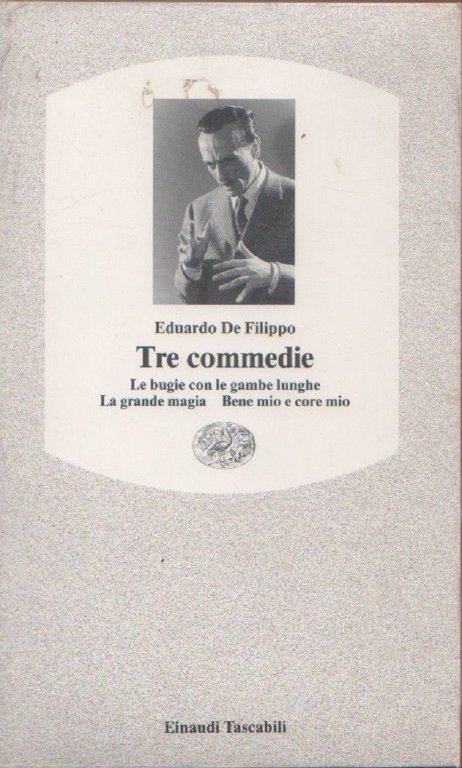 Eduardo De Filippo
Tre commedie
Le bugie con le gambe lunghe
La grande magia Bene mio e core mio
Einaudi Tascabili